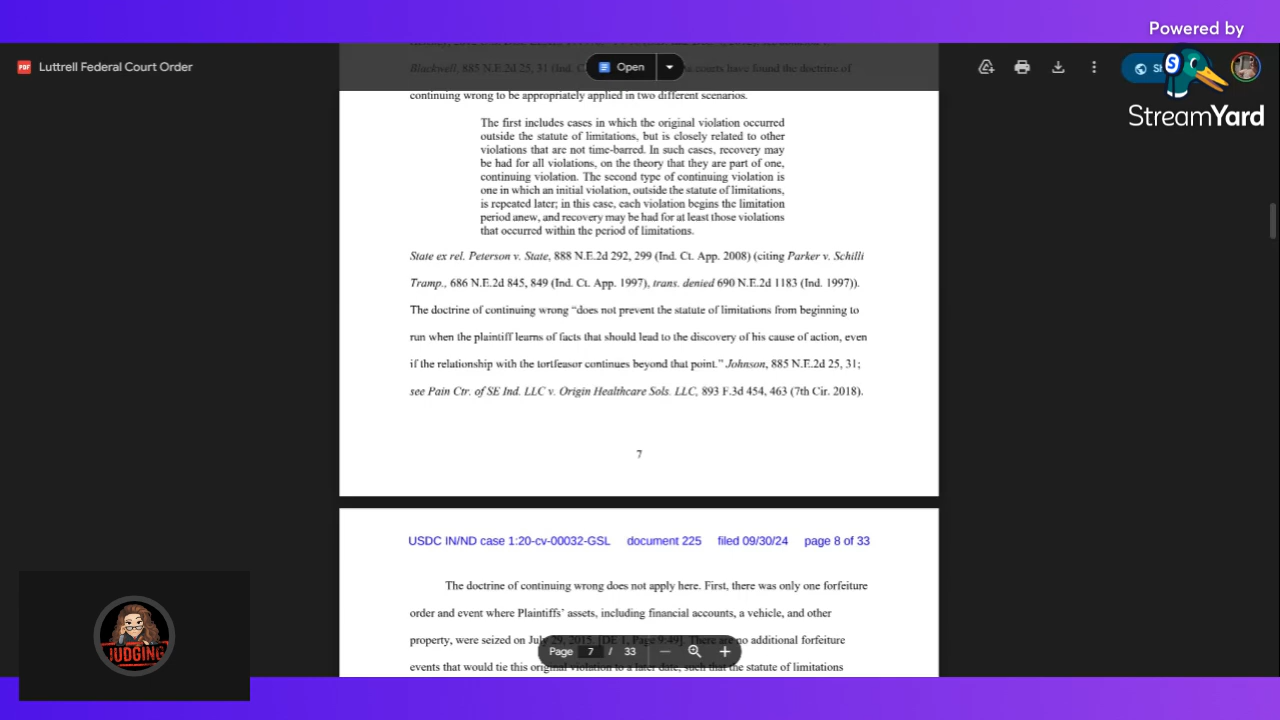 Powered by
StreamYard
Luttrell Federal Court Order
Open
Blackwell, 885 N.E.2d 25, 31 (Ind. courts have found the doctrine of
continuing wrong to be appropriately applied in two different scenarios.
The first includes cases in which the original violation occurred
outside the statute of limitations, but is closely related to other
violations that are not time-barred. In such cases, recovery may
be had for all violations, on the theory that they are part of one,
continuing violation. The second type of continuing violation is
one in which an initial violation, outside the statute of limitations,
is repeated later; in this case, each violation begins the limitation
period anew, and recovery may be had for at least those violations
that occurred within the period of limitations.
State ex rel. Peterson v. State, 888 N.E.2d 292, 299 (Ind. Ct. App. 2008) (citing Parker v. Schilli
Tramp., 686 N.E.2d 845, 849 (Ind. Ct. App. 1997), trans. denied 690 N.E.2d 1183 (Ind. 1997)).
The doctrine of continuing wrong “does not prevent the statute of limitations from beginning to
run when the plaintiff learns of facts that should lead to the discovery of his cause of action, even
if the relationship with the tortfeasor continues beyond that point.” Johnson, 885 N.E.2d 25, 31;
see Pain Ctr. of SE Ind. LLC v. Origin Healthcare Sols. LLC, 893 F.3d 454, 463 (7th Cir. 2018).
7
USDC IN/ND case 1:20-cv-00032-GSL document 225 filed 09/30/24 page 8 of 33
The doctrine of continuing wrong does not apply here. First, there was only one forfeiture
order and event where Plaintiffs’ assets, including financial accounts, a vehicle, and other
property, were seized on July 29, 2015. [DE 1, Page 9-49]. There are no additional forfeiture
events that would tie this original violation to a later date, such that the statute of limitations
Page 7 / 33
JUDGING